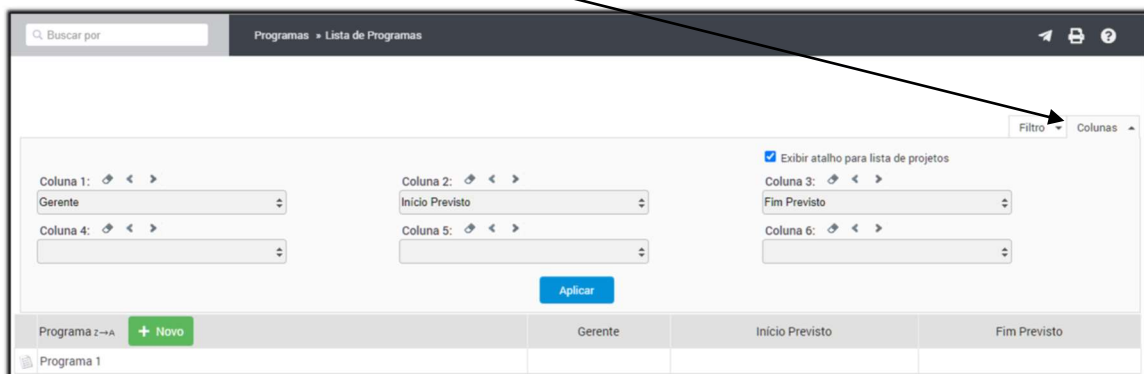 Buscar por
Programas » Lista de Programas
Filtro Colunas
Exibir atalho para lista de projetos
Coluna 1: Coluna 2: Coluna 3:
Gerente Início Previsto Fim Previsto
Coluna 4: Coluna 5: Coluna 6:
Aplicar
Programa Z→A + Novo Gerente Início Previsto Fim Previsto
Programa 1